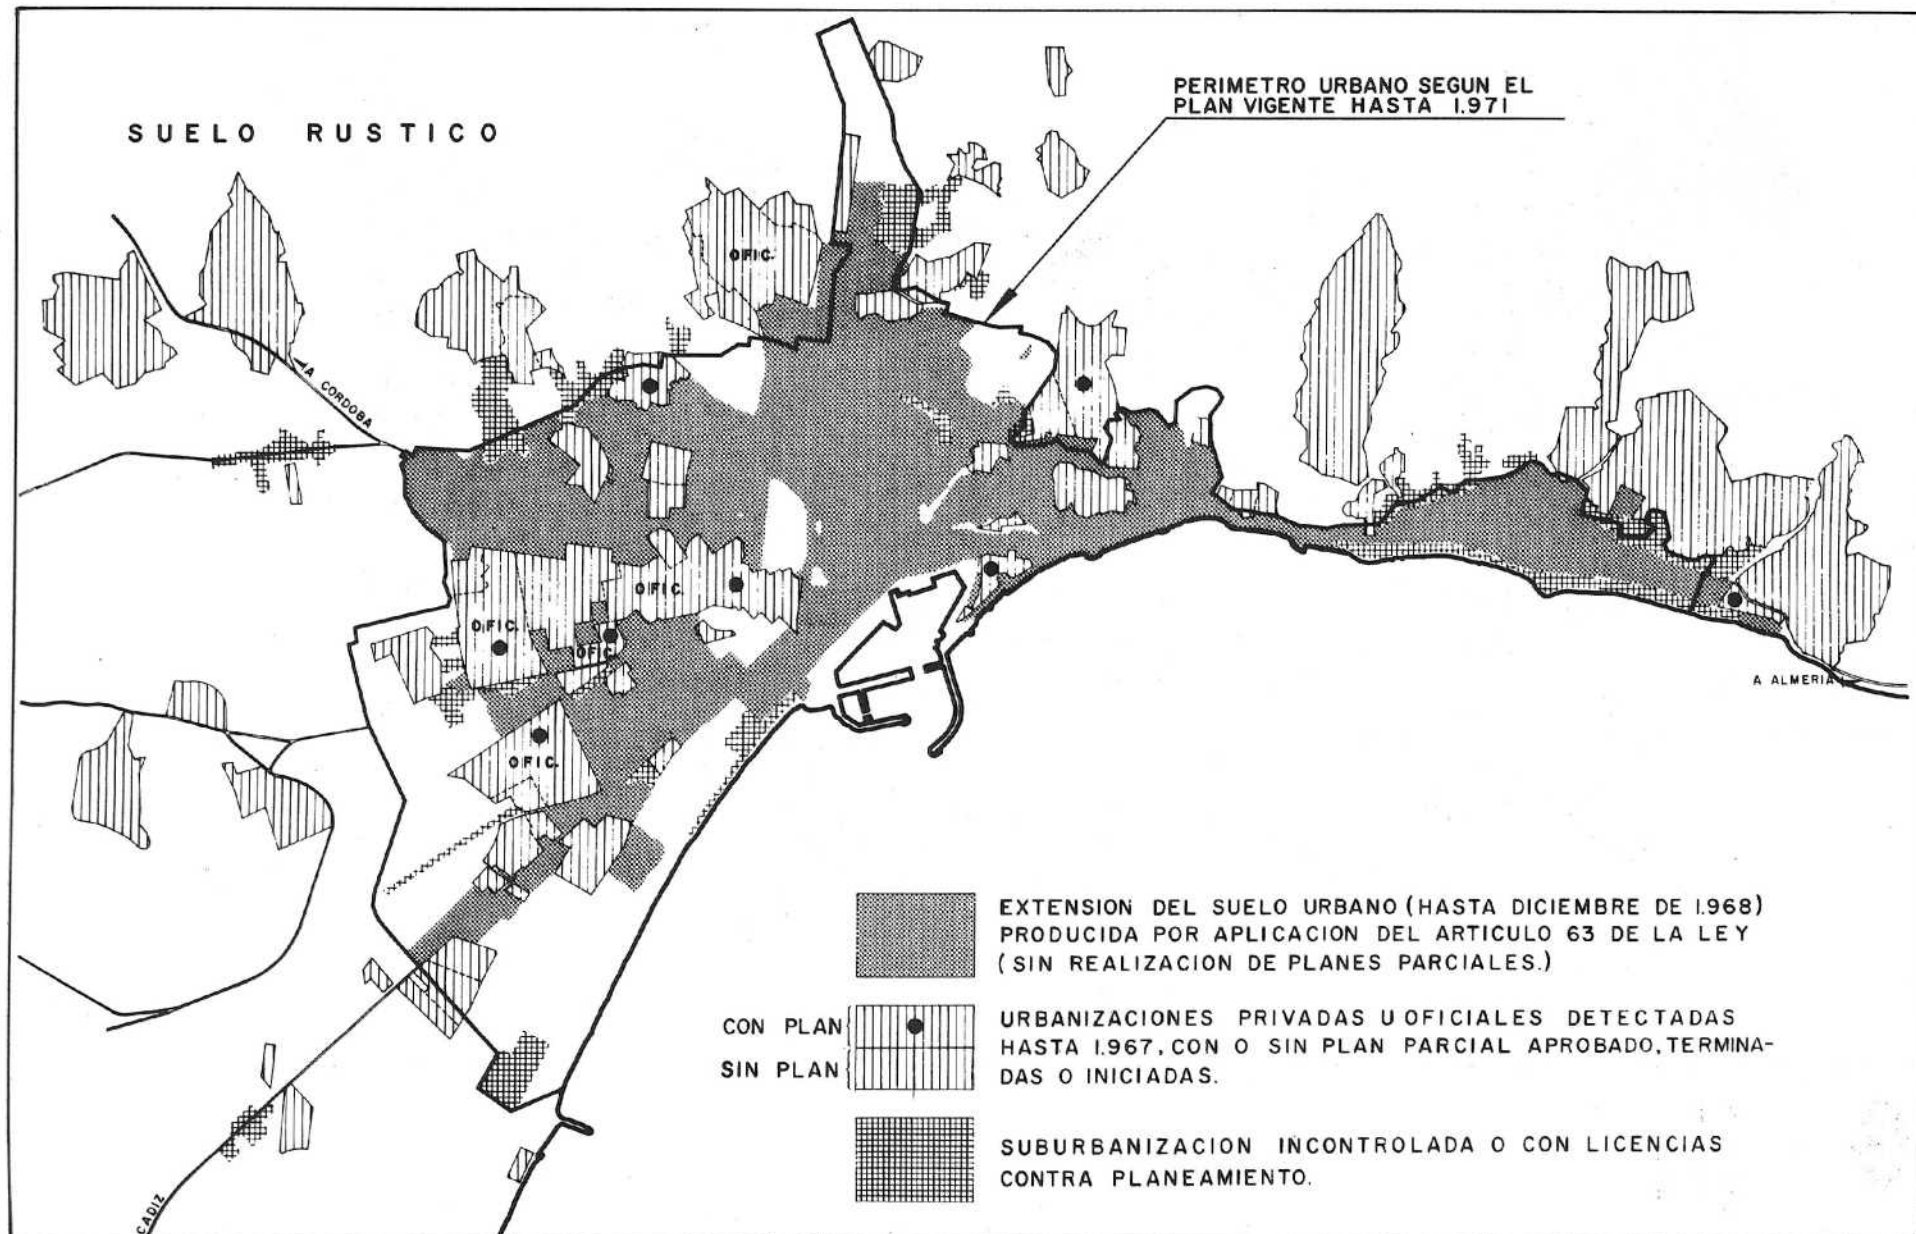 PERIMETRO URBANO SEGUN EL
PLAN VIGENTE HASTA 1.971
SUELO RUSTICO
OFIC.
A CORDOBA
OFIC.
OFIC.
OFIC.
OFIC.
A ALMERIA
CADIZ
EXTENSION DEL SUELO URBANO (HASTA DICIEMBRE DE 1.968)
PRODUCIDA POR APLICACION DEL ARTICULO 63 DE LA LEY
(SIN REALIZACION DE PLANES PARCIALES.)
CON PLAN
SIN PLAN
URBANIZACIONES PRIVADAS U OFICIALES DETECTADAS
HASTA 1.967, CON O SIN PLAN PARCIAL APROBADO, TERMINA-
DAS O INICIADAS.
SUBURBANIZACION INCONTROLADA O CON LICENCIAS
CONTRA PLANEAMIENTO.